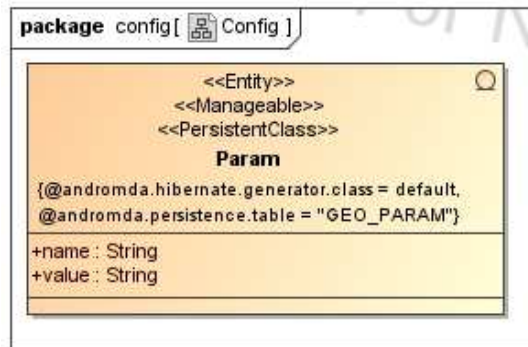 package config[ Config ]
<<Entity>>
<<Manageable>>
<<PersistentClass>>
Param
{@andromda.hibernate.generator.class = default,
@andromda.persistence.table = "GEO_PARAM"}
+name : String
+value : String